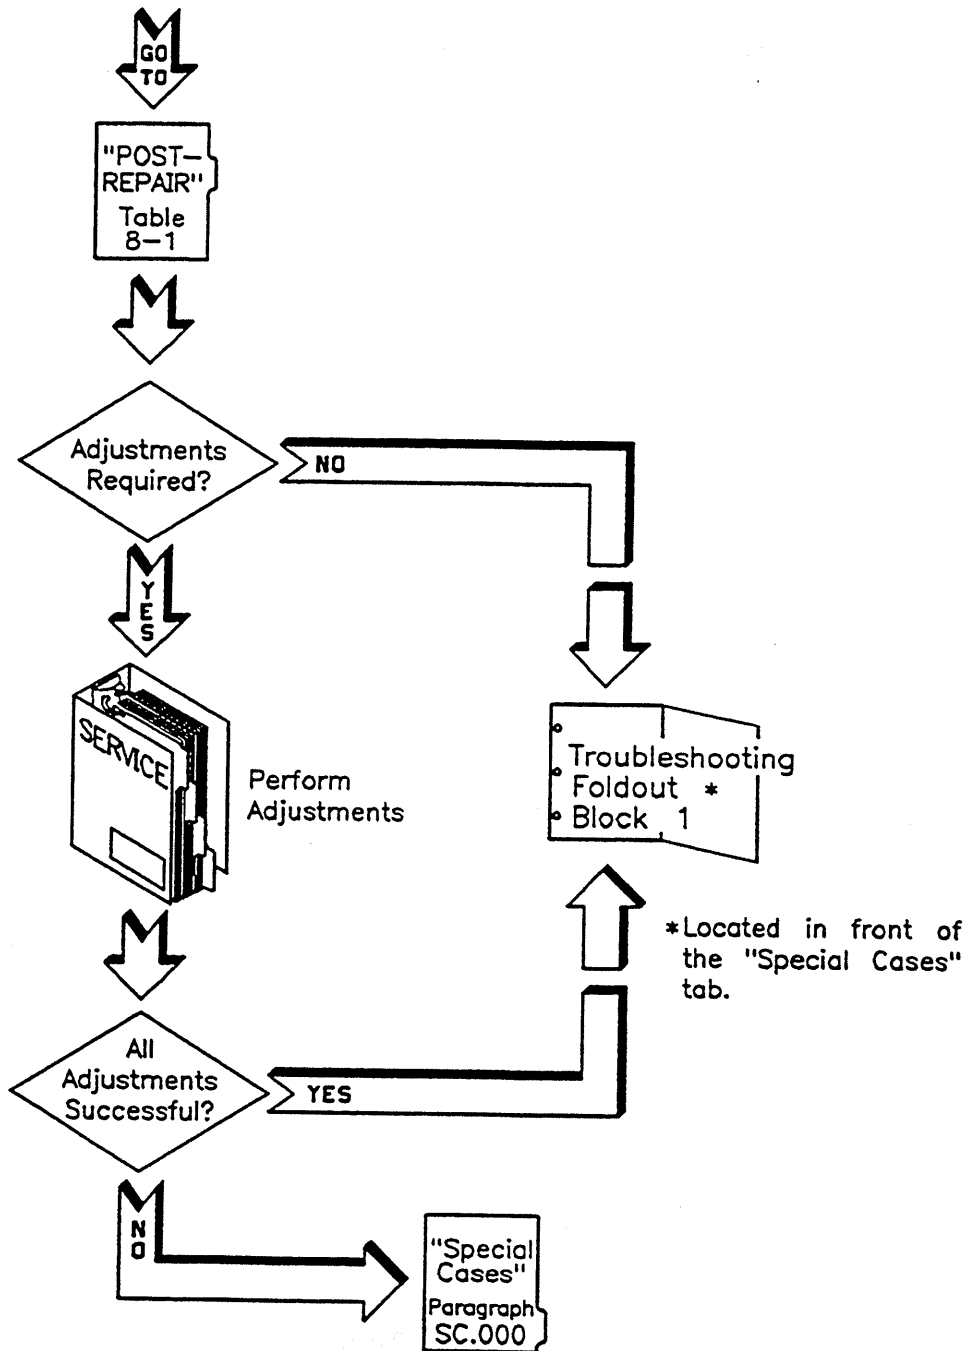 GO
TO
"POST-
REPAIR"
Table
8-1
Adjustments
Required?
NO
YES
SERVICE
Perform
Adjustments
Troubleshooting
Foldout *
Block 1
*Located in front of
the "Special Cases"
tab.
All
Adjustments
Successful?
YES
NO
"Special
Cases"
Paragraph
SC.000